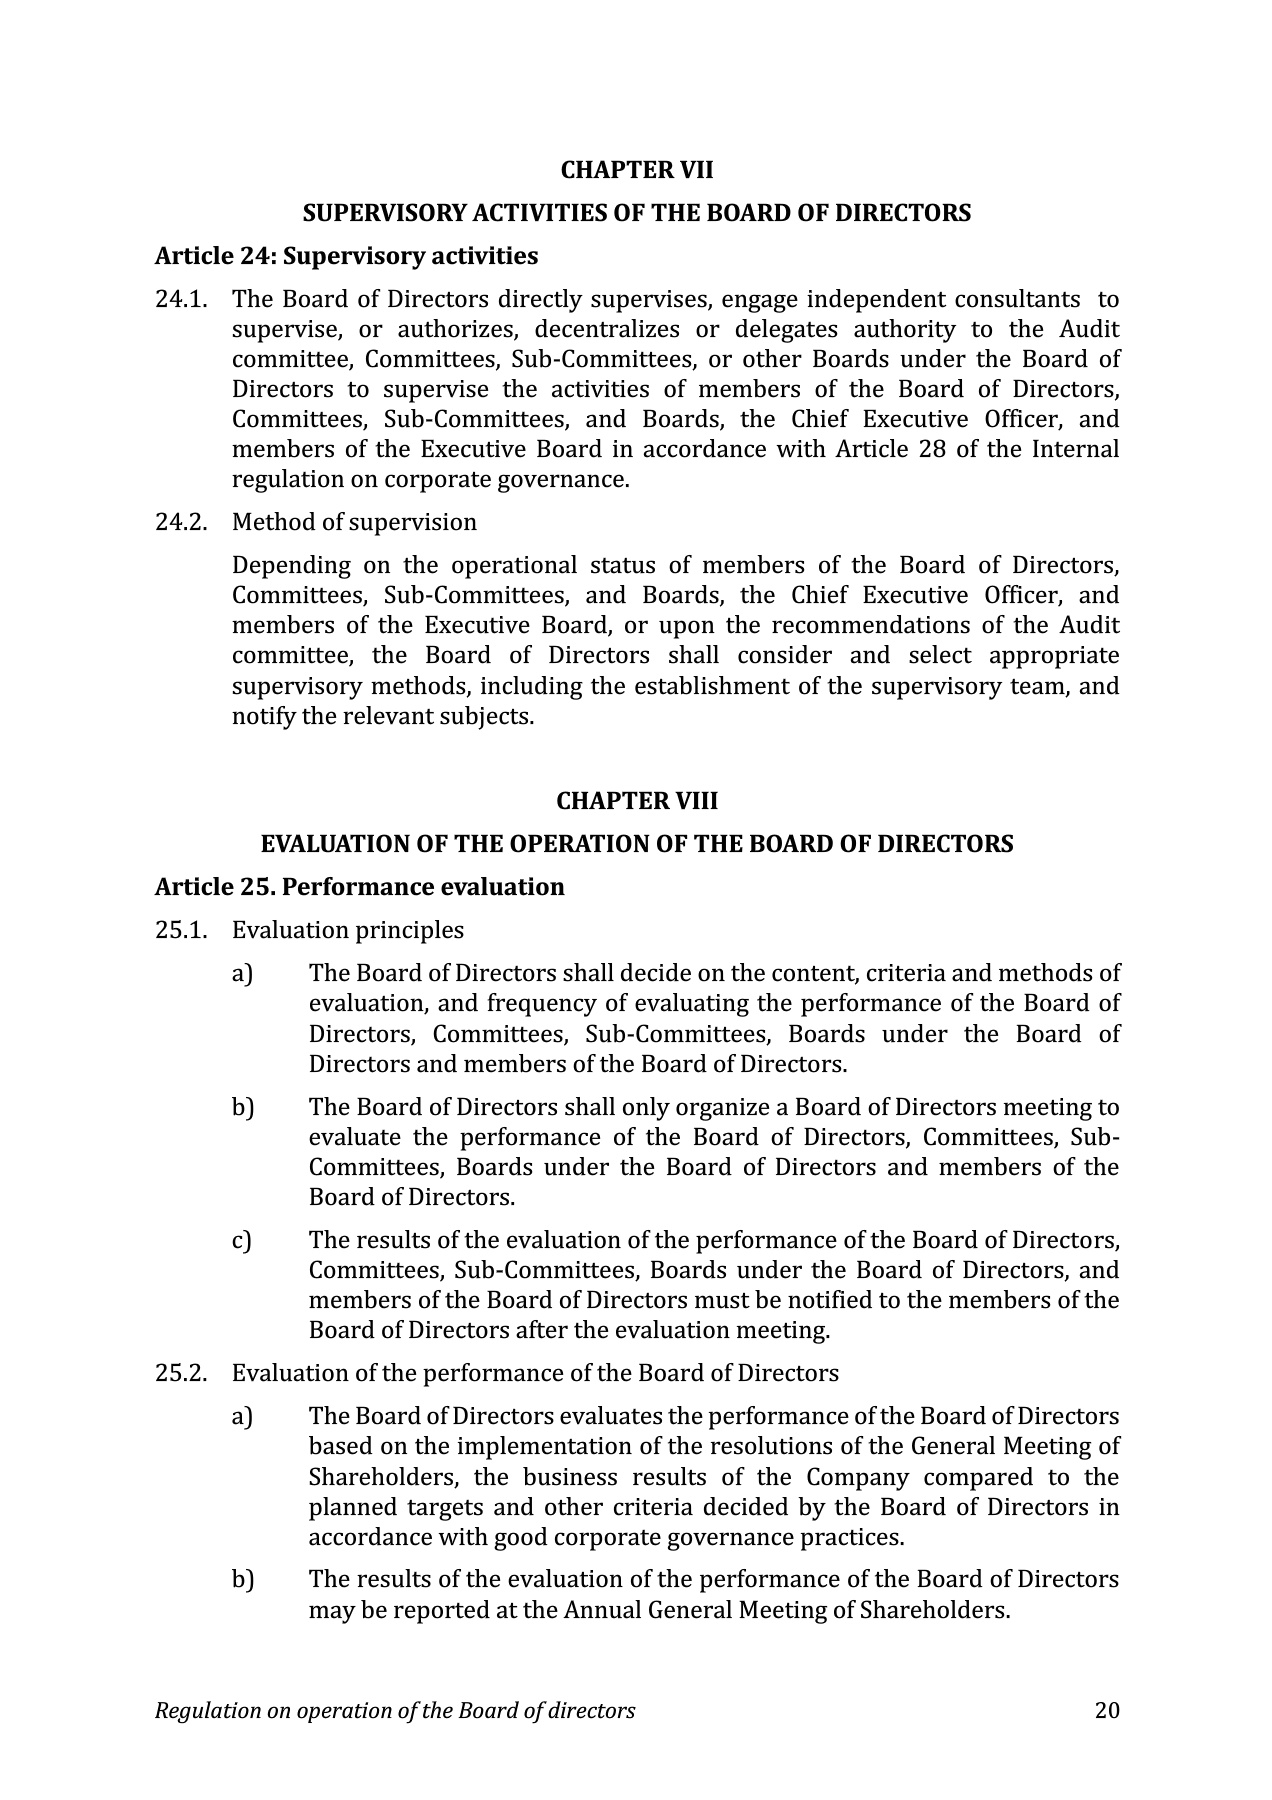 CHAPTER VII
SUPERVISORY ACTIVITIES OF THE BOARD OF DIRECTORS
Article 24: Supervisory activities
24.1. The Board of Directors directly supervises, engage independent consultants to
supervise, or authorizes, decentralizes or delegates authority to the Audit
committee, Committees, Sub-Committees, or other Boards under the Board of
Directors to supervise the activities of members of the Board of Directors,
Committees, Sub-Committees, and Boards, the Chief Executive Officer, and
members of the Executive Board in accordance with Article 28 of the Internal
regulation on corporate governance.
24.2. Method of supervision
Depending on the operational status of members of the Board of Directors,
Committees, Sub-Committees, and Boards, the Chief Executive Officer, and
members of the Executive Board, or upon the recommendations of the Audit
committee, the Board of Directors shall consider and select appropriate
supervisory methods, including the establishment of the supervisory team, and
notify the relevant subjects.
CHAPTER VIII
EVALUATION OF THE OPERATION OF THE BOARD OF DIRECTORS
Article 25. Performance evaluation
25.1. Evaluation principles
a) The Board of Directors shall decide on the content, criteria and methods of
evaluation, and frequency of evaluating the performance of the Board of
Directors, Committees, Sub-Committees, Boards under the Board of
Directors and members of the Board of Directors.
b) The Board of Directors shall only organize a Board of Directors meeting to
evaluate the performance of the Board of Directors, Committees, Sub-
Committees, Boards under the Board of Directors and members of the
Board of Directors.
c) The results of the evaluation of the performance of the Board of Directors,
Committees, Sub-Committees, Boards under the Board of Directors, and
members of the Board of Directors must be notified to the members of the
Board of Directors after the evaluation meeting.
25.2. Evaluation of the performance of the Board of Directors
a) The Board of Directors evaluates the performance of the Board of Directors
based on the implementation of the resolutions of the General Meeting of
Shareholders, the business results of the Company compared to the
planned targets and other criteria decided by the Board of Directors in
accordance with good corporate governance practices.
b) The results of the evaluation of the performance of the Board of Directors
may be reported at the Annual General Meeting of Shareholders.
Regulation on operation of the Board of directors 20